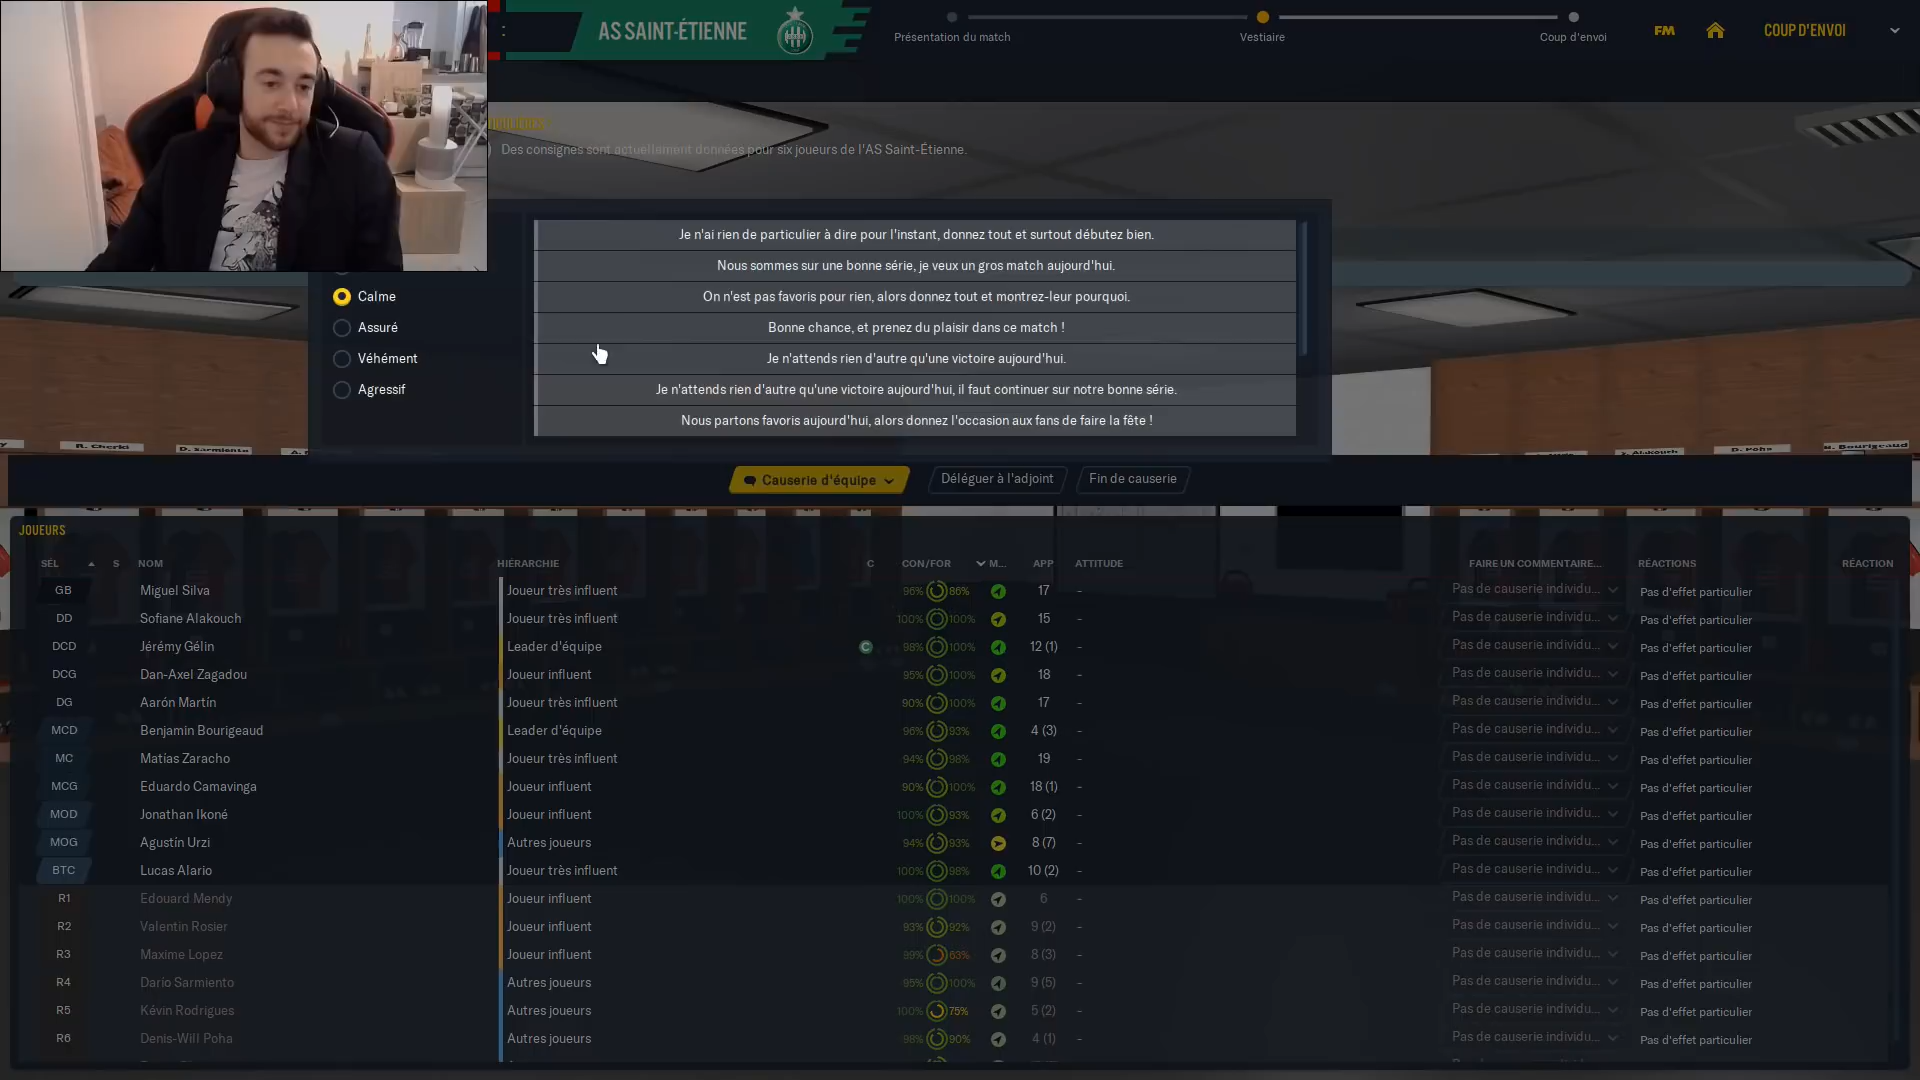 AS SAINT-ÉTIENNE
Présentation du match
Vestiaire
Coup d'envoi
FM
COUP D'ENVOI
Des consignes sont actuellement données pour six joueurs de l'AS Saint-Étienne.
Calme
Assuré
Véhément
Agressif
Je n'ai rien de particulier à dire pour l'instant, donnez tout et surtout débutez bien.
Nous sommes sur une bonne série, je veux un gros match aujourd'hui.
On n'est pas favoris pour rien, alors donnez tout et montrez-leur pourquoi.
Bonne chance, et prenez du plaisir dans ce match !
Je n'attends rien d'autre qu'une victoire aujourd'hui.
Je n'attends rien d'autre qu'une victoire aujourd'hui, il faut continuer sur notre bonne série.
Nous partons favoris aujourd'hui, alors donnez l'occasion aux fans de faire la fête !
R. Cherki D. Sarmiento
D. Poha B. Bourigeaud
Causerie d'équipe Déléguer à l'adjoint Fin de causerie
JOUEURS
SÉL S NOM HIÉRARCHIE C CON/FOR M... APP ATTITUDE FAIRE UN COMMENTAIRE... RÉACTIONS RÉACTION
GB Miguel Silva Joueur très influent 96% 86% 17 - Pas de causerie individu... Pas d'effet particulier
DD Sofiane Alakouch Joueur très influent 100% 100% 15 - Pas de causerie individu... Pas d'effet particulier
DCD Jérémy Gélin Leader d'équipe C 98% 100% 12 (1) - Pas de causerie individu... Pas d'effet particulier
DCG Dan-Axel Zagadou Joueur influent 95% 100% 18 - Pas de causerie individu... Pas d'effet particulier
DG Aarón Martín Joueur très influent 90% 100% 17 - Pas de causerie individu... Pas d'effet particulier
MCD Benjamin Bourigeaud Leader d'équipe 96% 93% 4 (3) - Pas de causerie individu... Pas d'effet particulier
MC Matías Zaracho Joueur très influent 94% 98% 19 - Pas de causerie individu... Pas d'effet particulier
MCG Eduardo Camavinga Joueur influent 90% 100% 18 (1) - Pas de causerie individu... Pas d'effet particulier
MOD Jonathan Ikoné Joueur influent 100% 93% 6 (2) - Pas de causerie individu... Pas d'effet particulier
MOG Agustín Urzi Autres joueurs 94% 93% 8 (7) - Pas de causerie individu... Pas d'effet particulier
BTC Lucas Alario Joueur très influent 100% 98% 10 (2) - Pas de causerie individu... Pas d'effet particulier
R1 Edouard Mendy Joueur influent 100% 100% 6 - Pas de causerie individu... Pas d'effet particulier
R2 Valentin Rosier Joueur influent 93% 92% 9 (2) - Pas de causerie individu... Pas d'effet particulier
R3 Maxime Lopez Joueur influent 99% 63% 8 (3) - Pas de causerie individu... Pas d'effet particulier
R4 Darío Sarmiento Autres joueurs 95% 100% 9 (5) - Pas de causerie individu... Pas d'effet particulier
R5 Kévin Rodrigues Autres joueurs 100% 75% 5 (2) - Pas de causerie individu... Pas d'effet particulier
R6 Denis-Will Poha Autres joueurs 98% 90% 4 (1) - Pas de causerie individu... Pas d'effet particulier